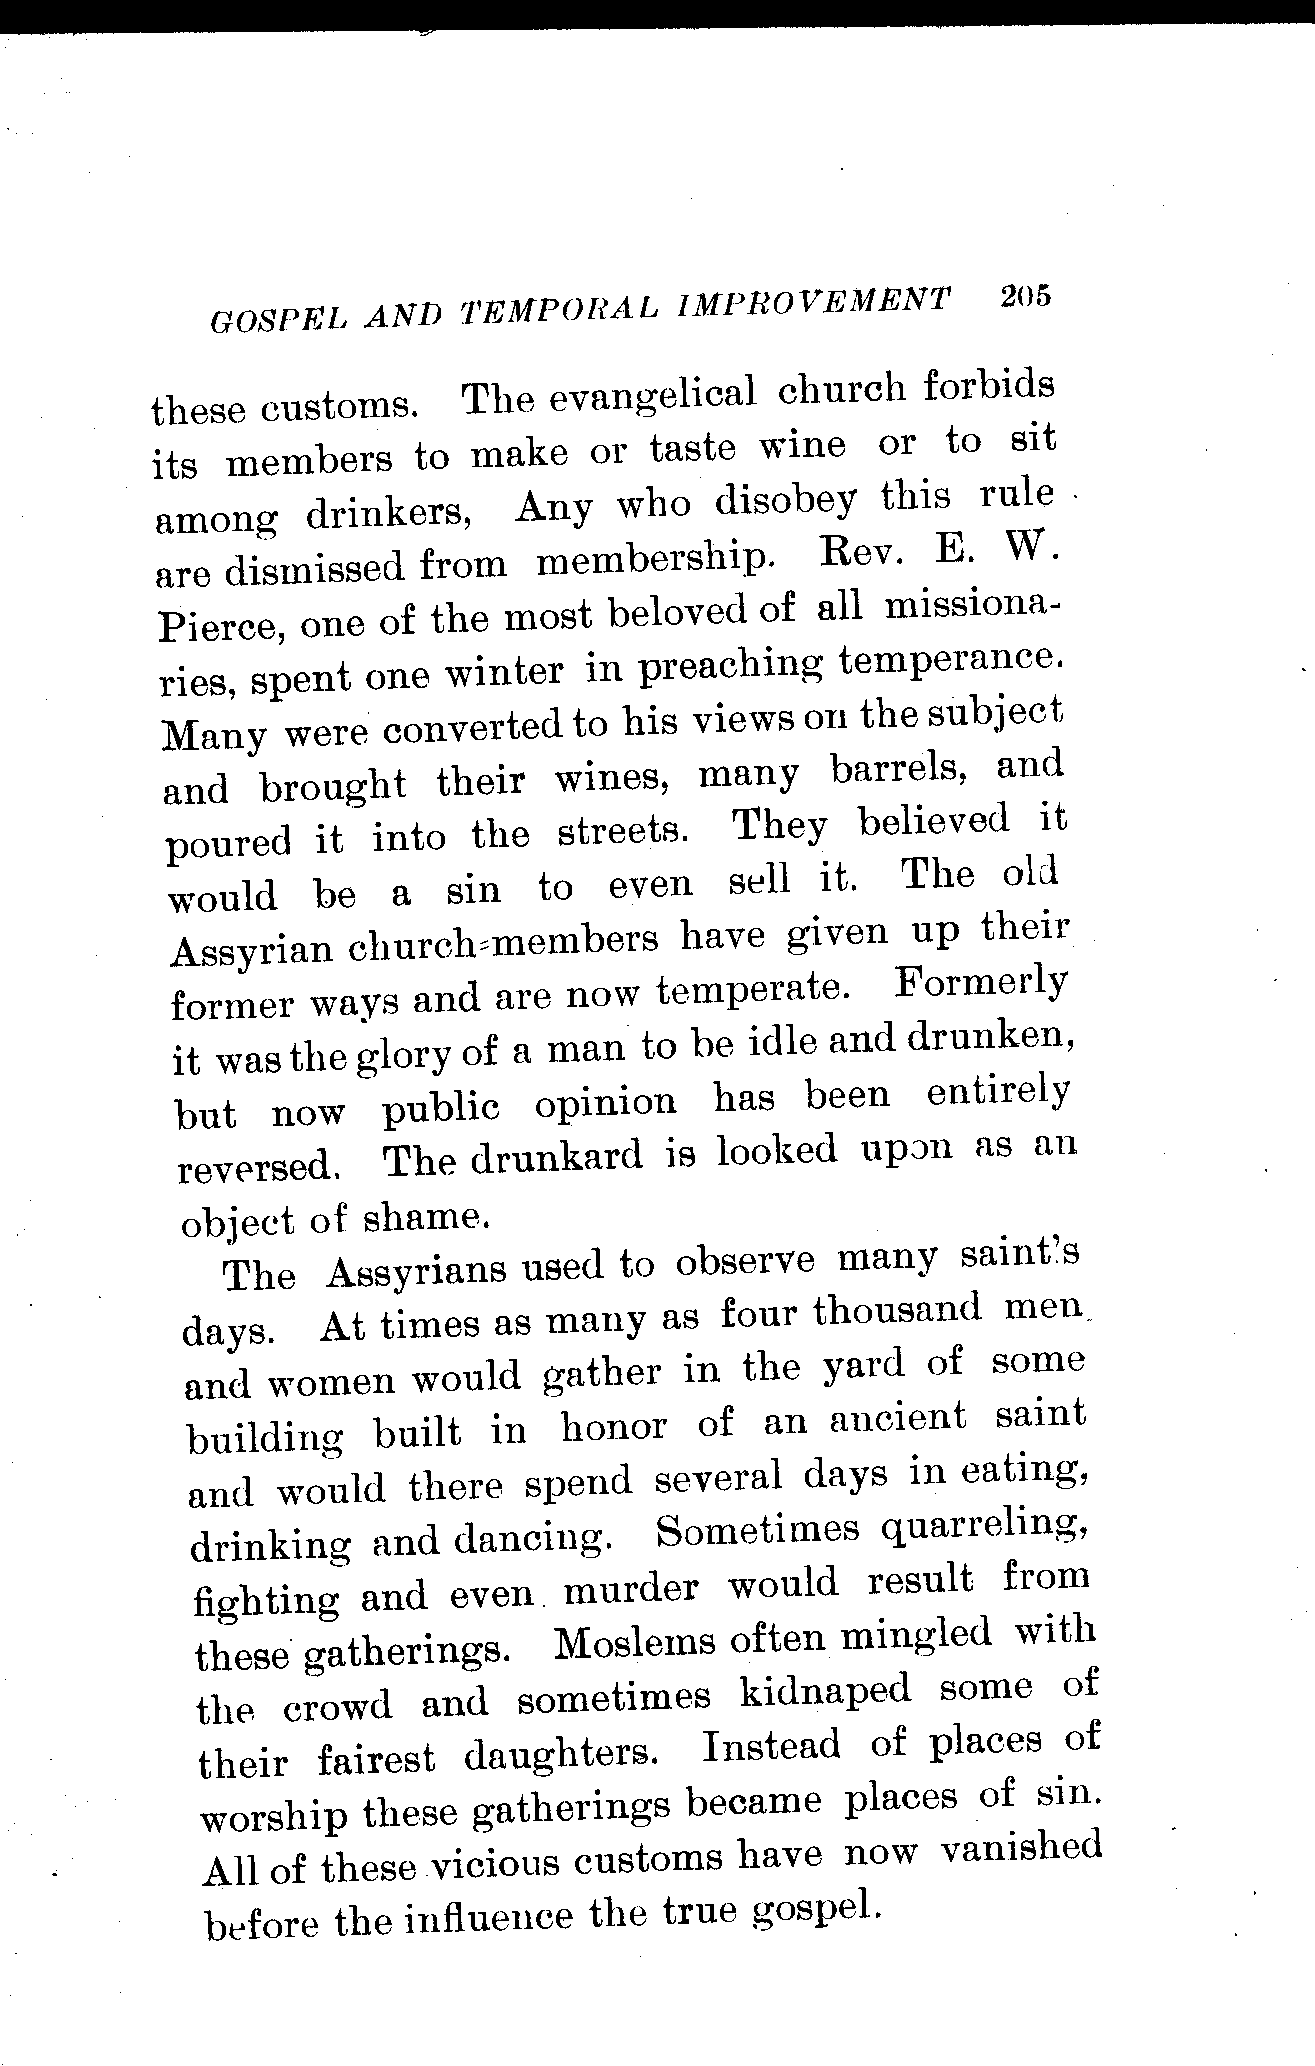 GOSPEL AND TEMPORAL IMPROVEMENT 205
these customs. The evangelical church forbids
its members to make or taste wine or to sit
among drinkers, Any who disobey this rule
are dismissed from membership. Rev. E. W.
Pierce, one of the most beloved of all missiona-
ries, spent one winter in preaching temperance.
Many were converted to his views on the subject
and brought their wines, many barrels, and
poured it into the streets. They believed it
would be a sin to even sell it. The old
Assyrian church-members have given up their
former ways and are now temperate. Formerly
it was the glory of a man to be idle and drunken,
but now public opinion has been entirely
reversed. The drunkard is looked upon as an
object of shame.
The Assyrians used to observe many saint's
days. At times as many as four thousand men
and women would gather in the yard of some
building built in honor of an ancient saint
and would there spend several days in eating,
drinking and dancing. Sometimes quarreling,
fighting and even murder would result from
these gatherings. Moslems often mingled with
the crowd and sometimes kidnaped some of
their fairest daughters. Instead of places of
worship these gatherings became places of sin.
All of these vicious customs have now vanished
before the influence the true gospel.